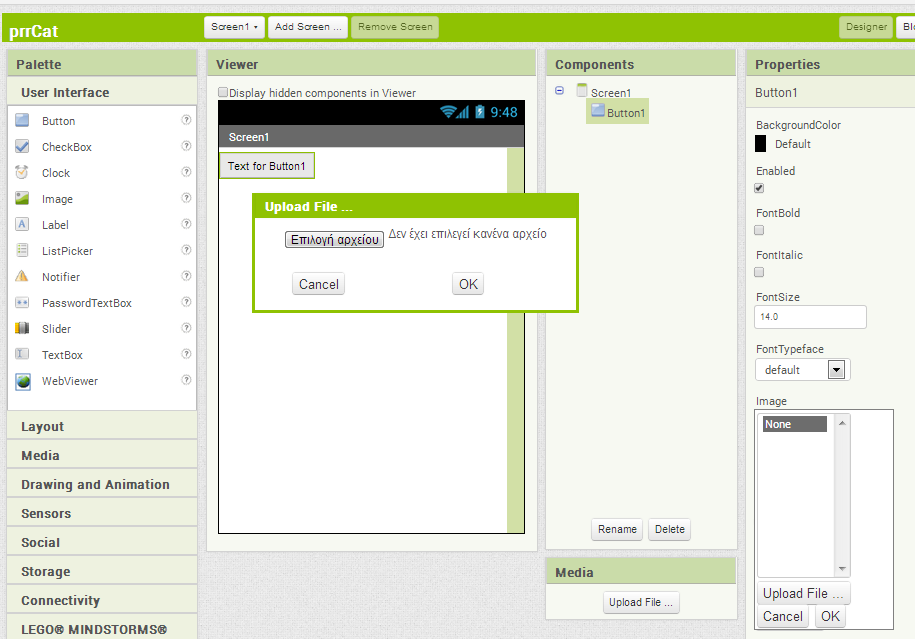 prrCat
Screen1
Add Screen ...
Remove Screen
Designer
Palette
User Interface
Button
CheckBox
Clock
Image
Label
ListPicker
Notifier
PasswordTextBox
Slider
TextBox
WebViewer
Layout
Media
Drawing and Animation
Sensors
Social
Storage
Connectivity
LEGO® MINDSTORMS®
Viewer
Display hidden components in Viewer
9:48
Screen1
Text for Button1
Upload File ...
Επιλογή αρχείου Δεν έχει επιλεγεί κανένα αρχείο
Cancel
OK
Components
Screen1
Button1
Rename
Delete
Media
Upload File ...
Properties
Button1
BackgroundColor
Default
Enabled
FontBold
FontItalic
FontSize
14.0
FontTypeface
default
Image
None
Upload File ...
Cancel
OK